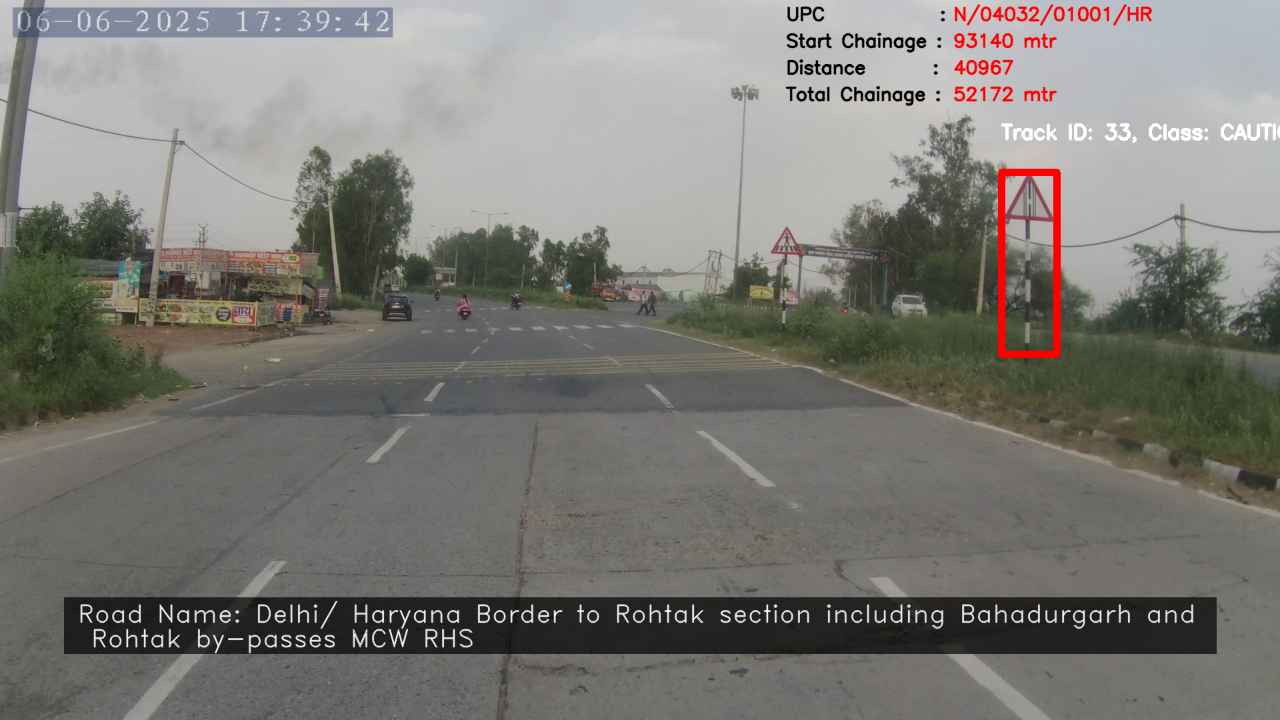 06-06-2025 17:39:42
UPC : N/04032/01001/HR
Start Chainage : 93140 mtr
Distance : 40967
Total Chainage : 52172 mtr
Track ID: 33, Class: CAUTIO
Road Name: Delhi/ Haryana Border to Rohtak section including Bahadurgarh and
Rohtak by-passes MCW RHS